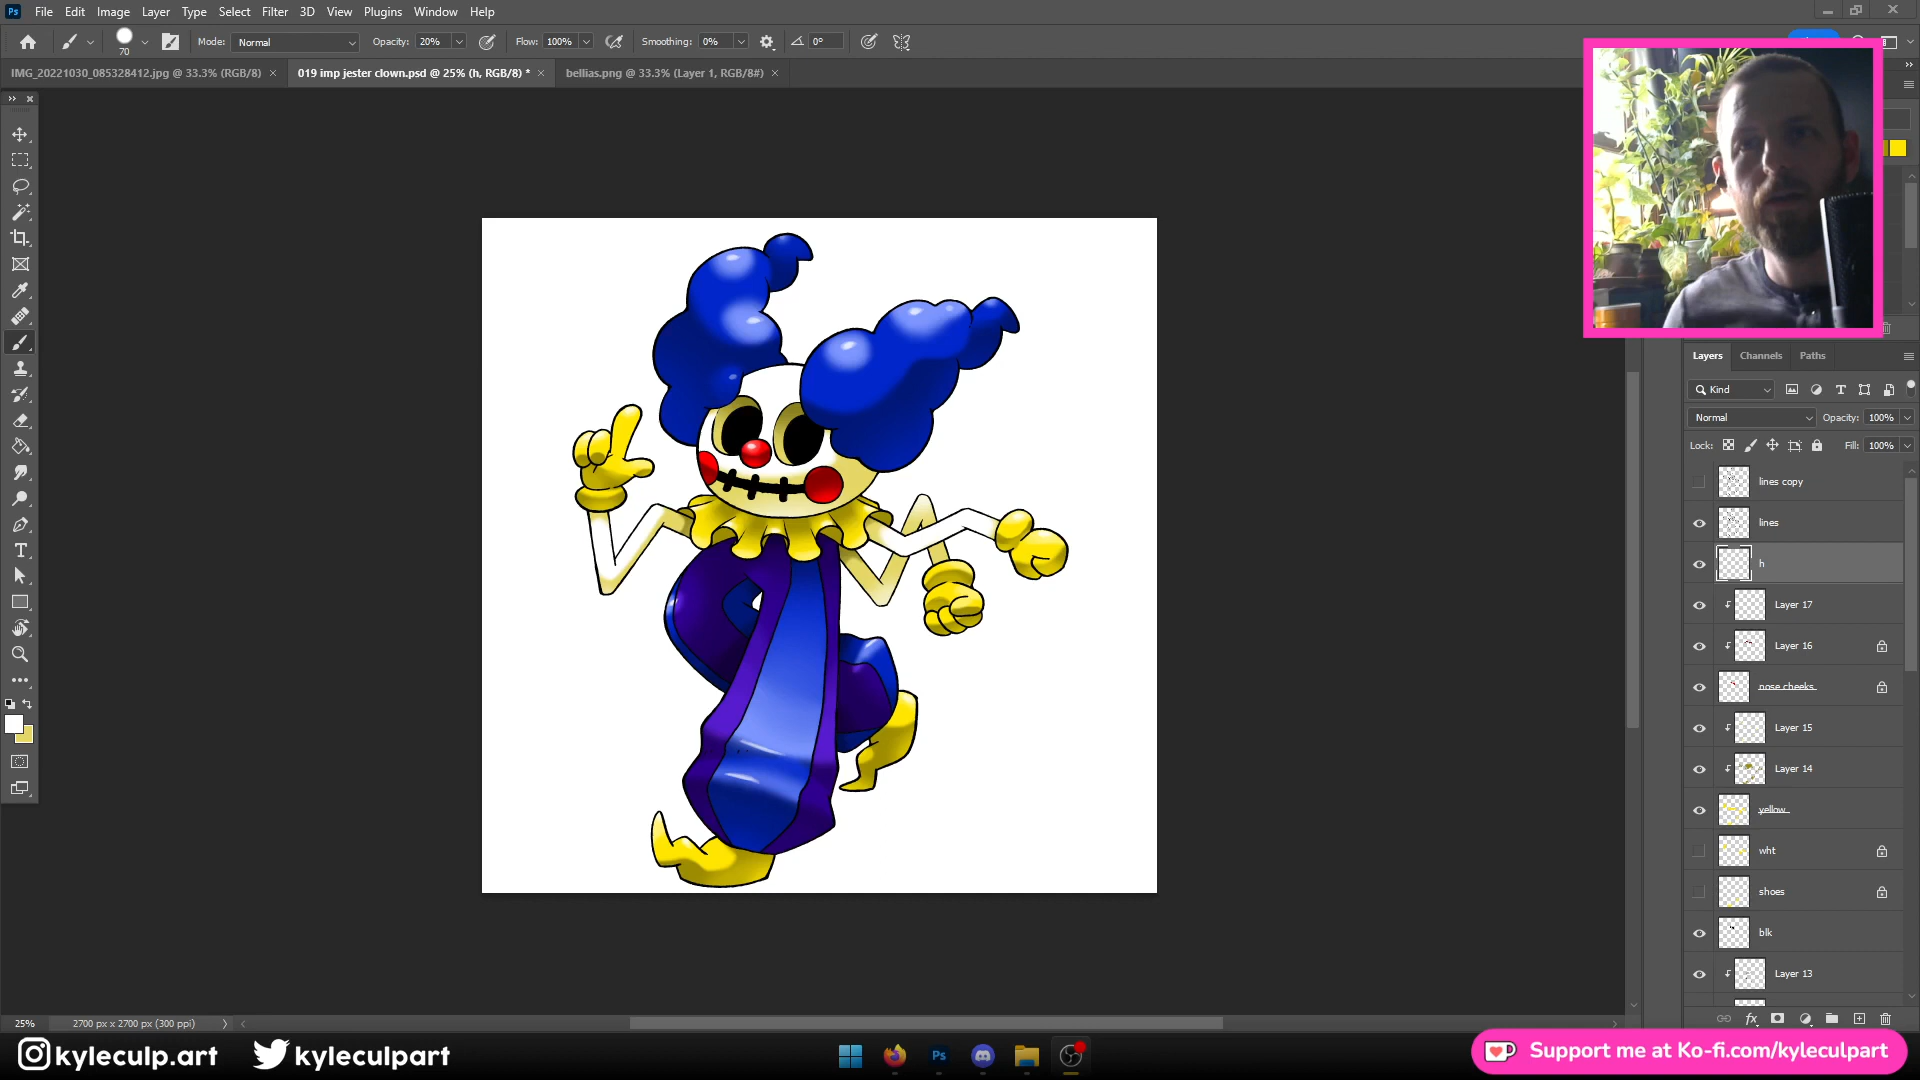 Ps File Edit Image Layer Type Select Filter 3D View Plugins Window Help
70 Mode: Normal Opacity: 20% Flow: 100% Smoothing: 0% 0°
IMG_20221030_085328412.jpg @ 33.3% (RGB/8) × 019 imp jester clown.psd @ 25% (h, RGB/8) * × bellias.png @ 33.3% (Layer 1, RGB/8#) ×
Layers Channels Paths
Kind
Normal Opacity: 100%
Lock: Fill: 100%
lines copy
lines
h
Layer 17
Layer 16
nose cheeks
Layer 15
Layer 14
yellow
wht
shoes
blk
Layer 13
25% 2700 px x 2700 px (300 ppi)
kyleculp.art kyleculpart
Ps
Support me at Ko-fi.com/kyleculpart